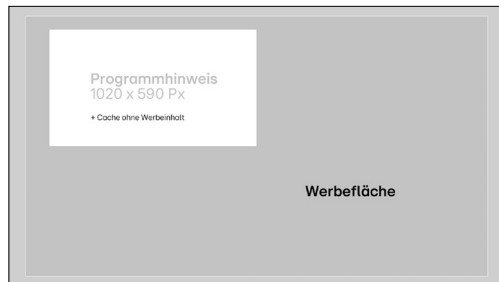 Programmhinweis
1020 x 590 Px
+ Cache ohne Werbeinhalt
Werbefläche